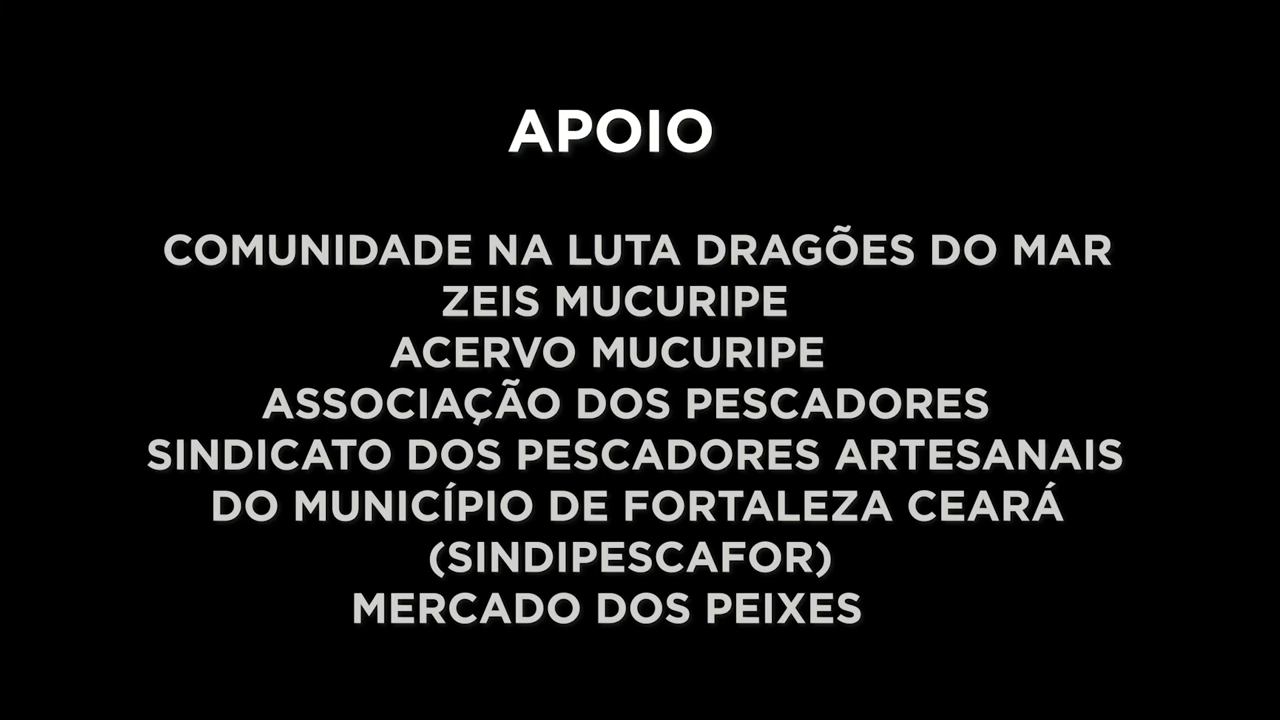 APOIO
COMUNIDADE NA LUTA DRAGÕES DO MAR
ZEIS MUCURIPE
ACERVO MUCURIPE
ASSOCIAÇÃO DOS PESCADORES
SINDICATO DOS PESCADORES ARTESANAIS
DO MUNICÍPIO DE FORTALEZA CEARÁ
(SINDIPESCAFOR)
MERCADO DOS PEIXES